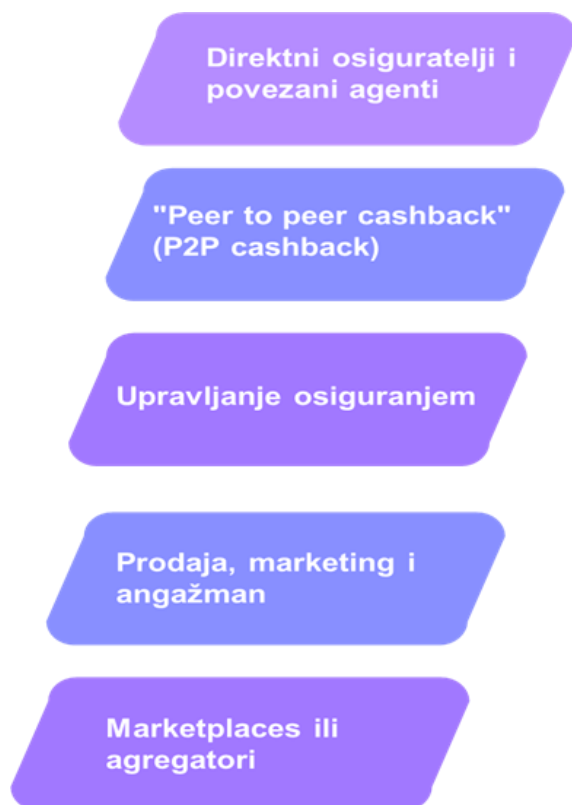 Direktni osiguratelji i
povezani agenti
"Peer to peer cashback"
(P2P cashback)
Upravljanje osiguranjem
Prodaja, marketing i
angažman
Marketplaces ili
agregatori